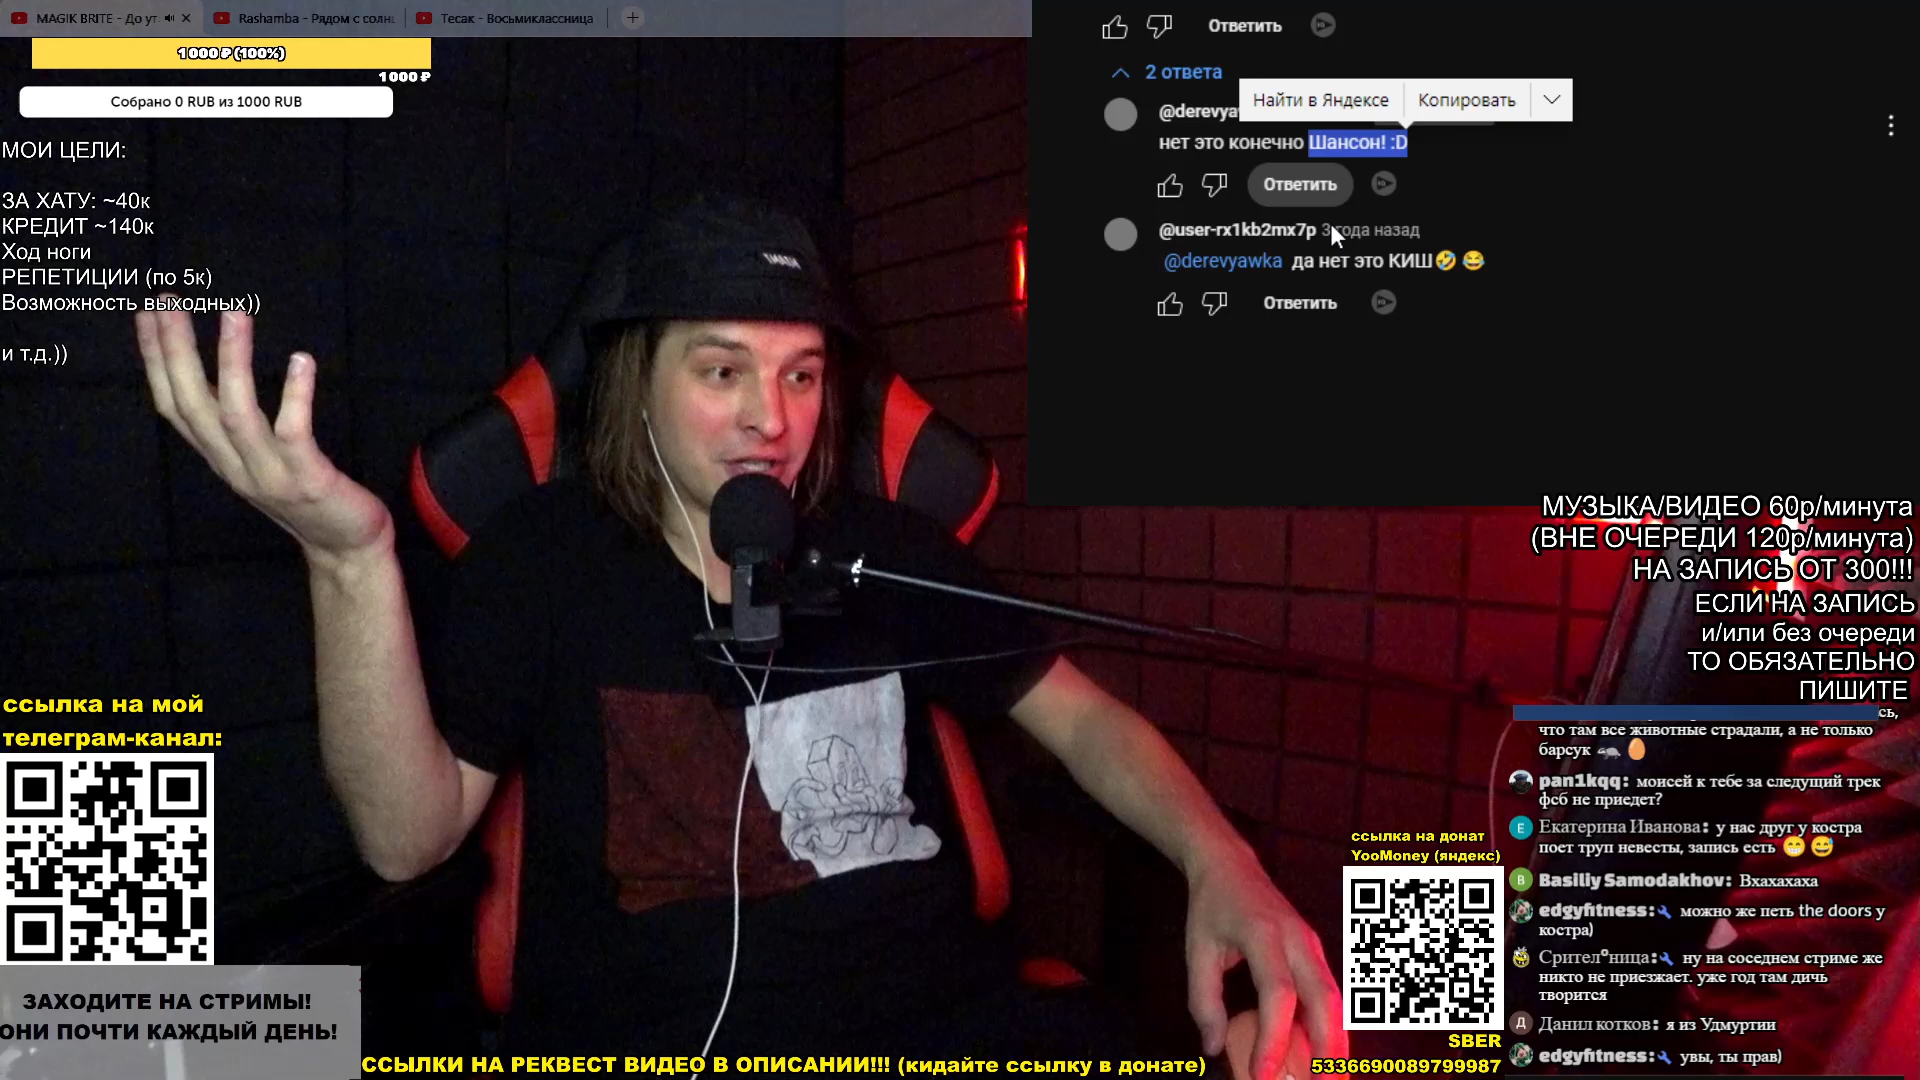 MAGIK BRITE - До ут
Rashamba - Рядом с солн
Тесак - Восьмиклассница
1000 ₽ (100%)
1000 ₽
Собрано 0 RUB из 1000 RUB
МОИ ЦЕЛИ:
ЗА ХАТУ: ~40к
КРЕДИТ ~140к
Ход ноги
РЕПЕТИЦИИ (по 5к)
Возможность выходных))
и т.д.))
Ответить
2 ответа
Найти в Яндексе
Копировать
@derevya
нет это конечно Шансон! :D
Ответить
@user-rx1kb2mx7p 3 года назад
@derevyawka да нет это КИШ🤣 😂
Ответить
МУЗЫКА/ВИДЕО 60р/минута
(ВНЕ ОЧЕРЕДИ 120р/минута)
НА ЗАПИСЬ ОТ 300!!!
ЕСЛИ НА ЗАПИСЬ
и/или без очереди
ТО ОБЯЗАТЕЛЬНО
ПИШИТЕ
сь,
что там все животные страдали, а не только
барсук 🦡 🥚
pan1kqq: моисей к тебе за следущий трек
фсб не приедет?
Екатерина Иванова: у нас друг у костра
поет труп невесты, запись есть 😁 😅
Basiliy Samodakhov: Вхахахаха
edgyfitness: можно же петь the doors у
костра)
Сритelºница: ну на соседнем стриме же
никто не приезжает. уже год там дичь
творится
Данил котков: я из Удмуртии
edgyfitness: увы, ты прав)
ссылка на мой
телеграм-канал:
ссылка на донат
YooMoney (яндекс)
SBER
5336690089799987
ЗАХОДИТЕ НА СТРИМЫ!
ОНИ ПОЧТИ КАЖДЫЙ ДЕНЬ!
ССЫЛКИ НА РЕКВЕСТ ВИДЕО В ОПИСАНИИ!!! (кидайте ссылку в донате)